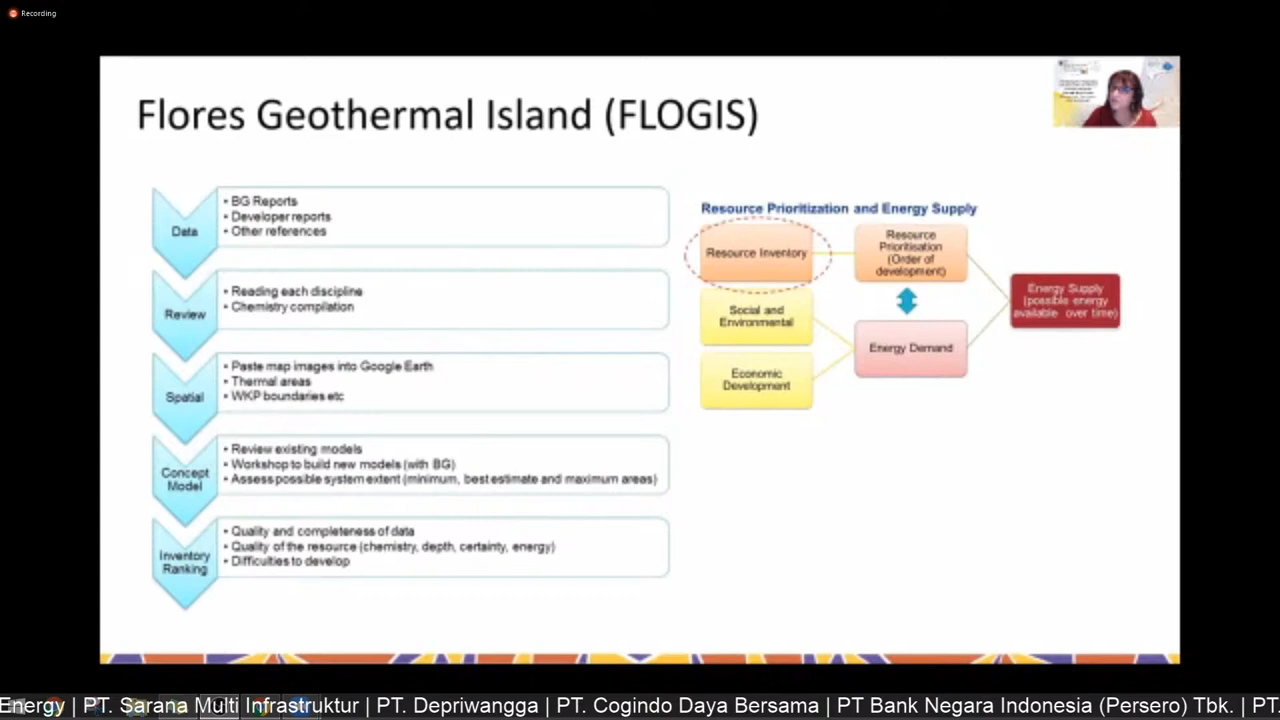 Recording
Flores Geothermal Island (FLOGIS)
Data
• BG Reports
• Developer reports
• Other references
Review
• Reading each discipline
• Chemistry compilation
Spatial
• Paste map images into Google Earth
• Thermal areas
• WKP boundaries etc
Concept
Model
• Review existing models
• Workshop to build new models (with BG)
• Assess possible system extent (minimum, best estimate and maximum areas)
Inventory
Ranking
• Quality and completeness of data
• Quality of the resource (chemistry, depth, certainty, energy)
• Difficulties to develop
Resource Prioritization and Energy Supply
Resource Inventory
Resource
Prioritisation
(Order of
development)
Social and
Environmental
Economic
Development
Energy Demand
Energy Supply
(possible energy
available over time)
Energy | PT. Sarana Multi Infrastruktur | PT. Depriwangga | PT. Cogindo Daya Bersama | PT Bank Negara Indonesia (Persero) Tbk. | PT.